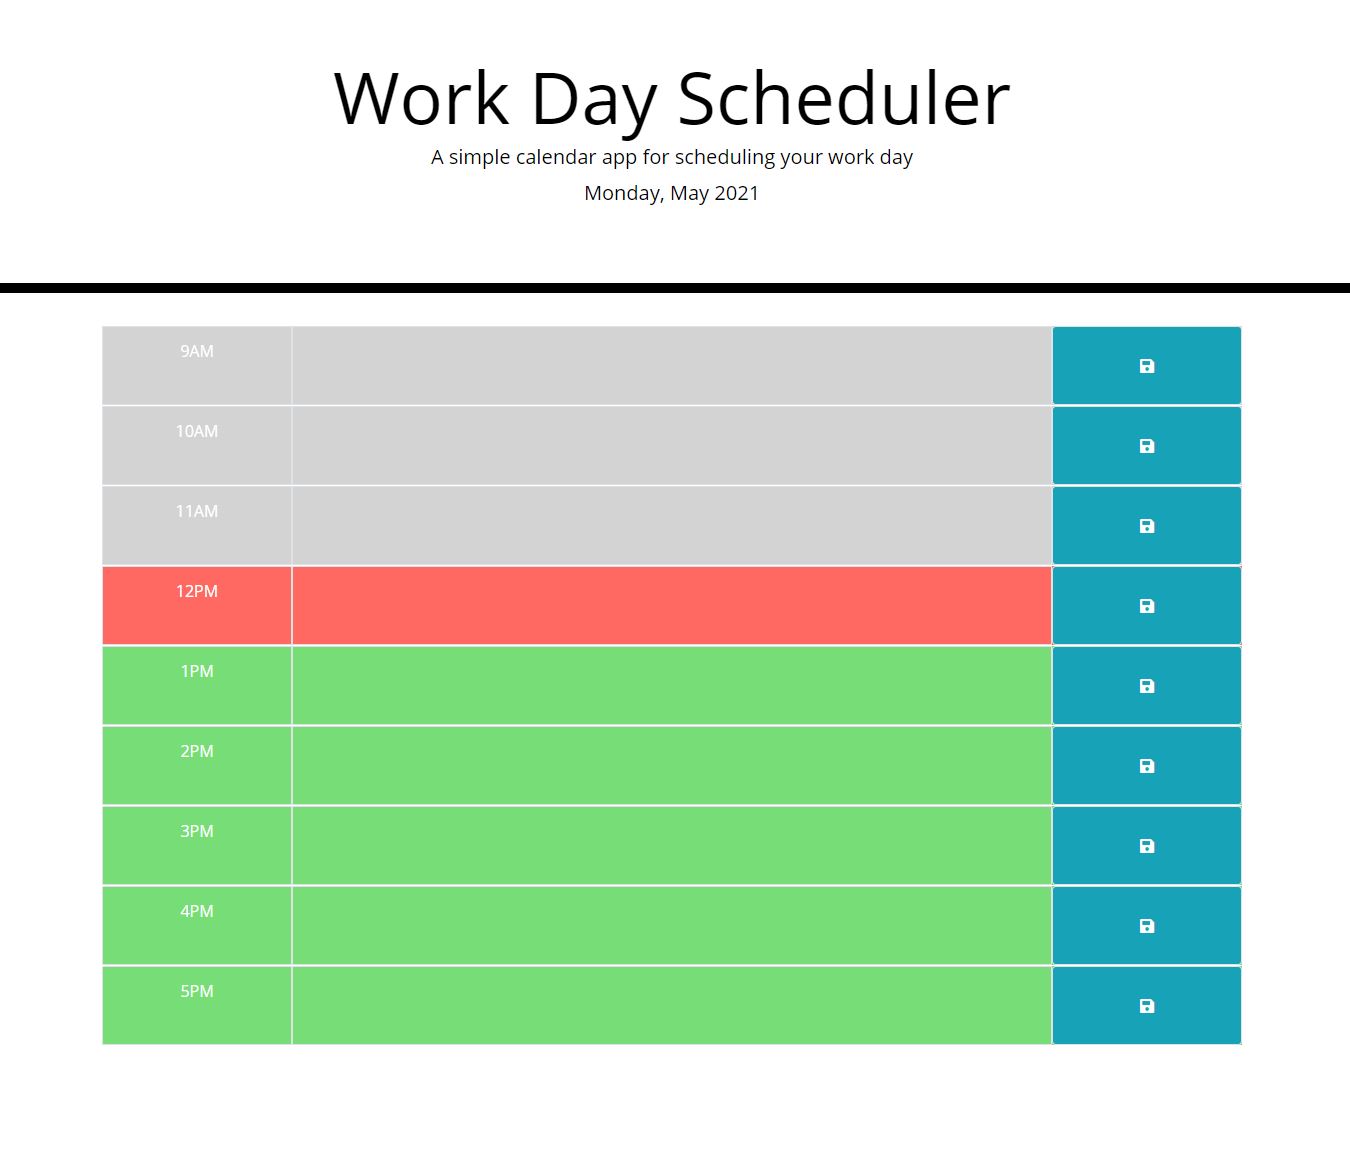 Work Day Scheduler
A simple calendar app for scheduling your work day
Monday, May 2021
9AM
10AM
11AM
12PM
1PM
2PM
3PM
4PM
5PM